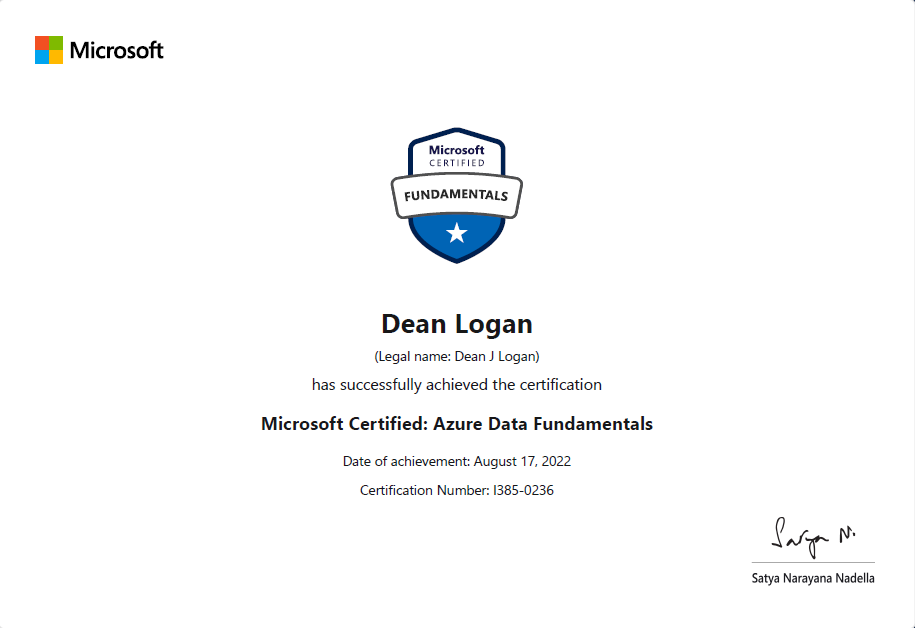 Microsoft
Microsoft
CERTIFIED
FUNDAMENTALS
Dean Logan
(Legal name: Dean J Logan)
has successfully achieved the certification
Microsoft Certified: Azure Data Fundamentals
Date of achievement: August 17, 2022
Certification Number: I385-0236
Satya N.
Satya Narayana Nadella